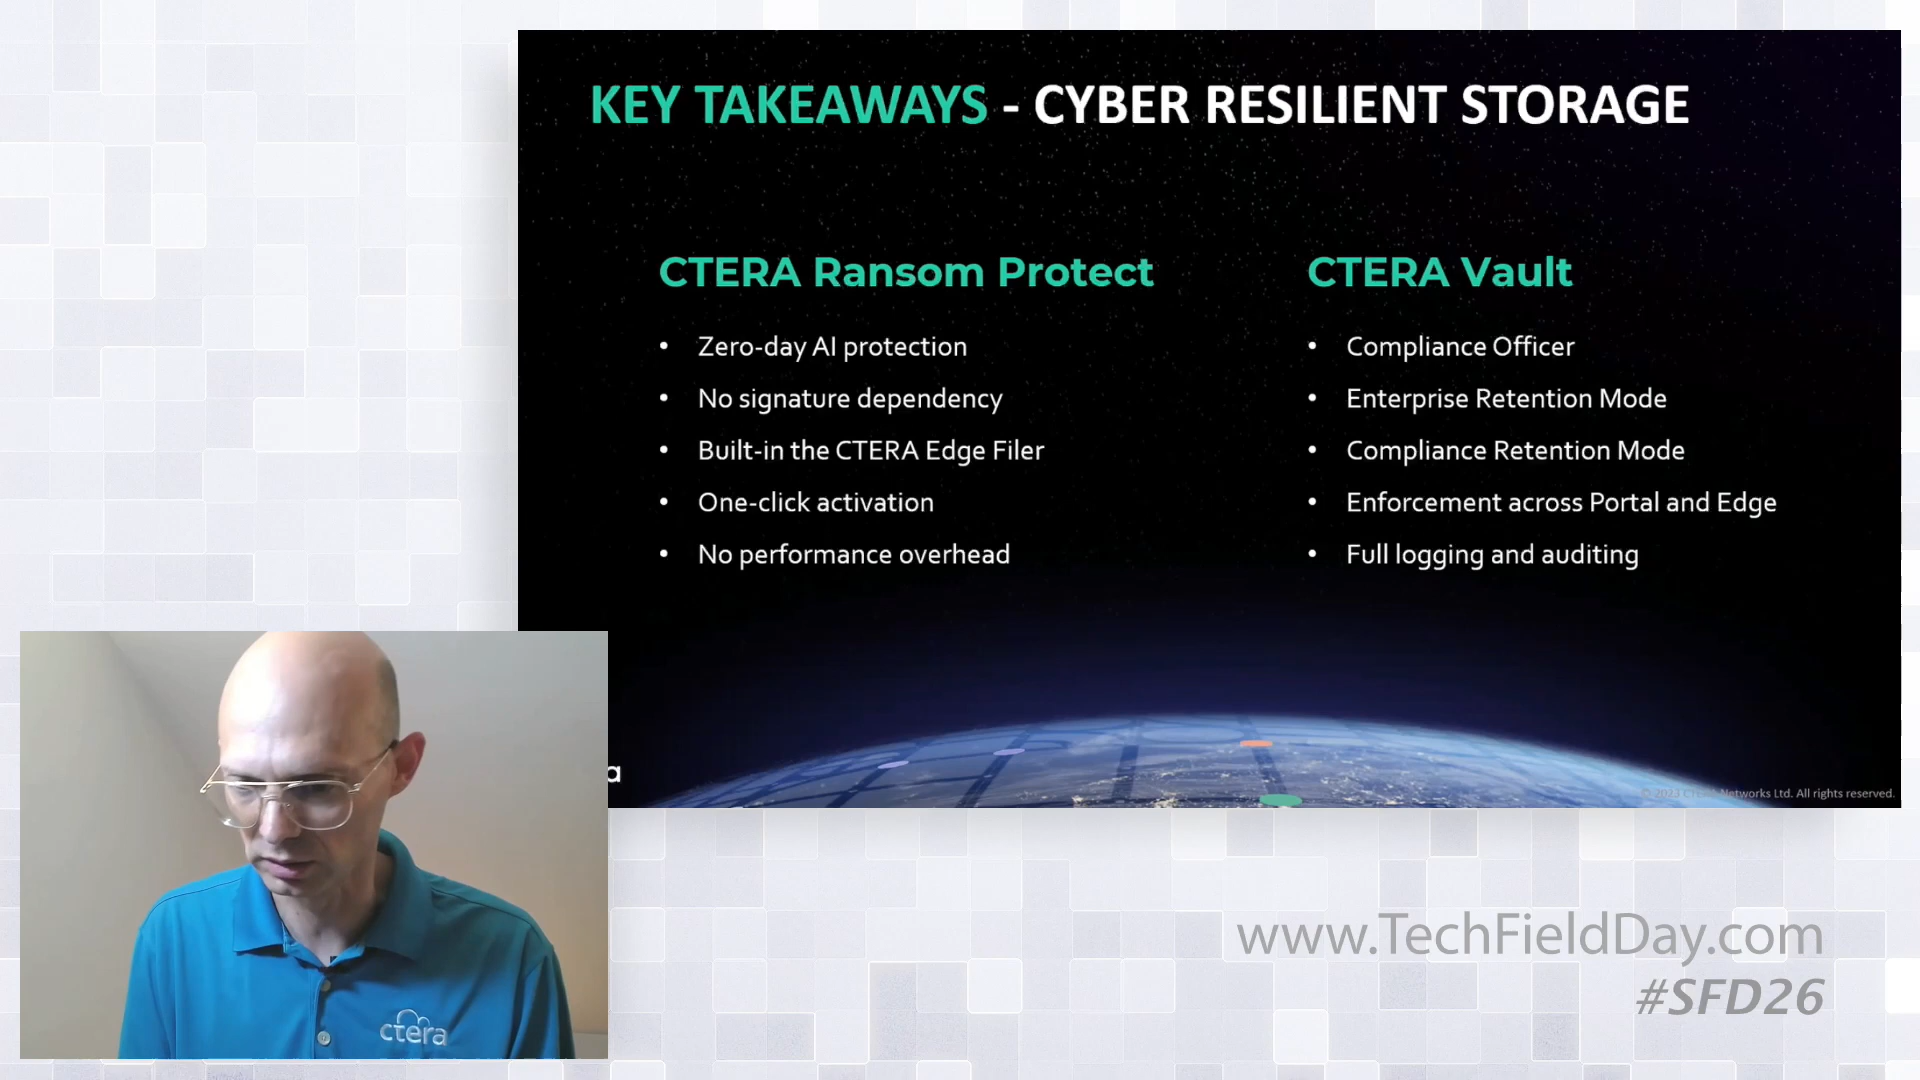 KEY TAKEAWAYS - CYBER RESILIENT STORAGE
CTERA Ransom Protect
• Zero-day AI protection
• No signature dependency
• Built-in the CTERA Edge Filer
• One-click activation
• No performance overhead
CTERA Vault
• Compliance Officer
• Enterprise Retention Mode
• Compliance Retention Mode
• Enforcement across Portal and Edge
• Full logging and auditing
a
© 2023 CTERA Networks Ltd. All rights reserved.
ctera
www.TechFieldDay.com
#SFD26